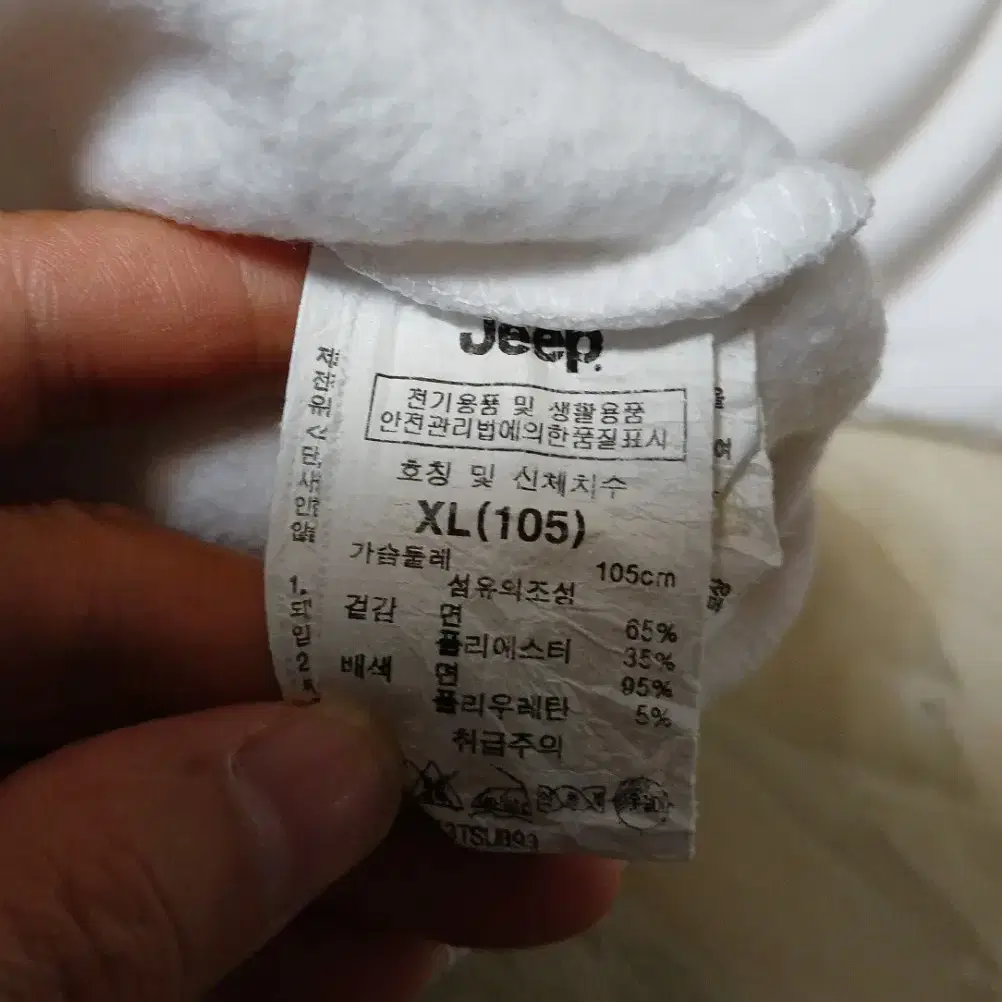 Jeep.
전기용품 및 생활용품
안전관리법에의한품질표시
호칭 및 신체치수
XL(105)
가슴둘레 105cm
섬유의조성
겉감 면 65%
폴리에스터 35%
배색 면 95%
폴리우레탄 5%
취급주의
1.
2